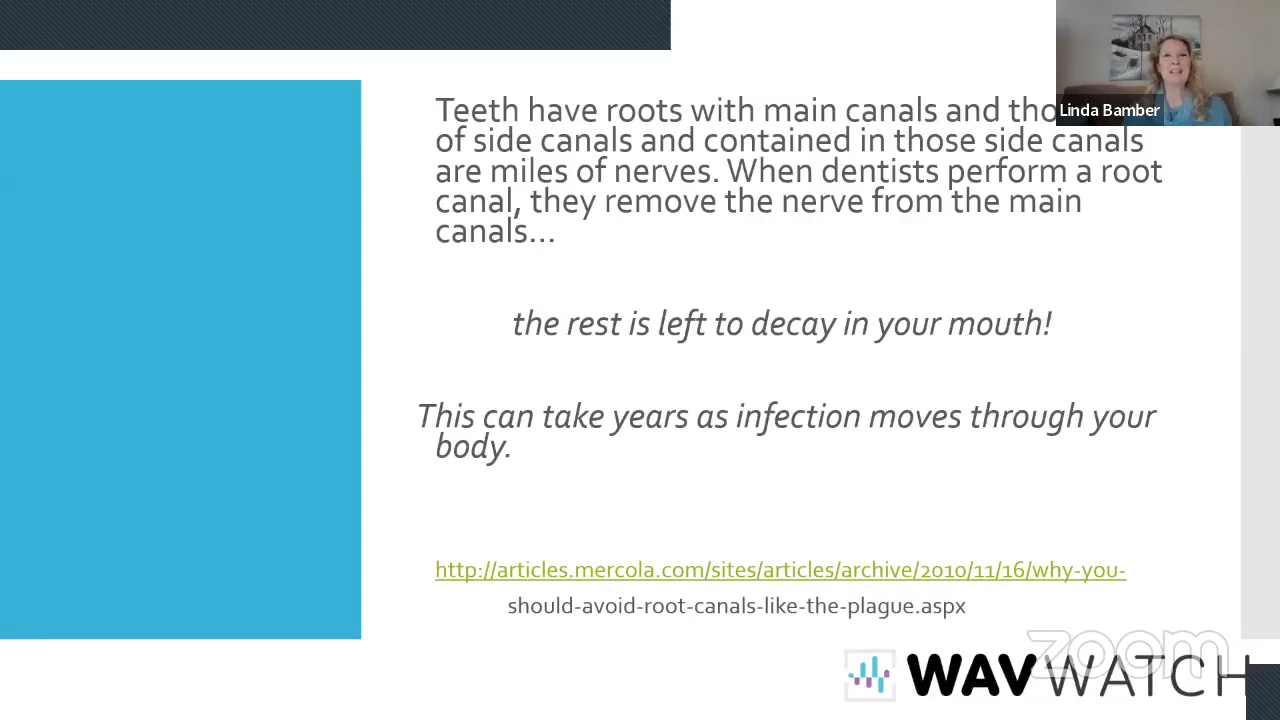 Teeth have roots with main canals and tho
of side canals and contained in those side canals
are miles of nerves. When dentists perform a root
canal, they remove the nerve from the main
canals...
the rest is left to decay in your mouth!
This can take years as infection moves through your
body.
http://articles.mercola.com/sites/articles/archive/2010/11/16/why-you-
should-avoid-root-canals-like-the-plague.aspx
Linda Bamber
zoom
WAVWATCH